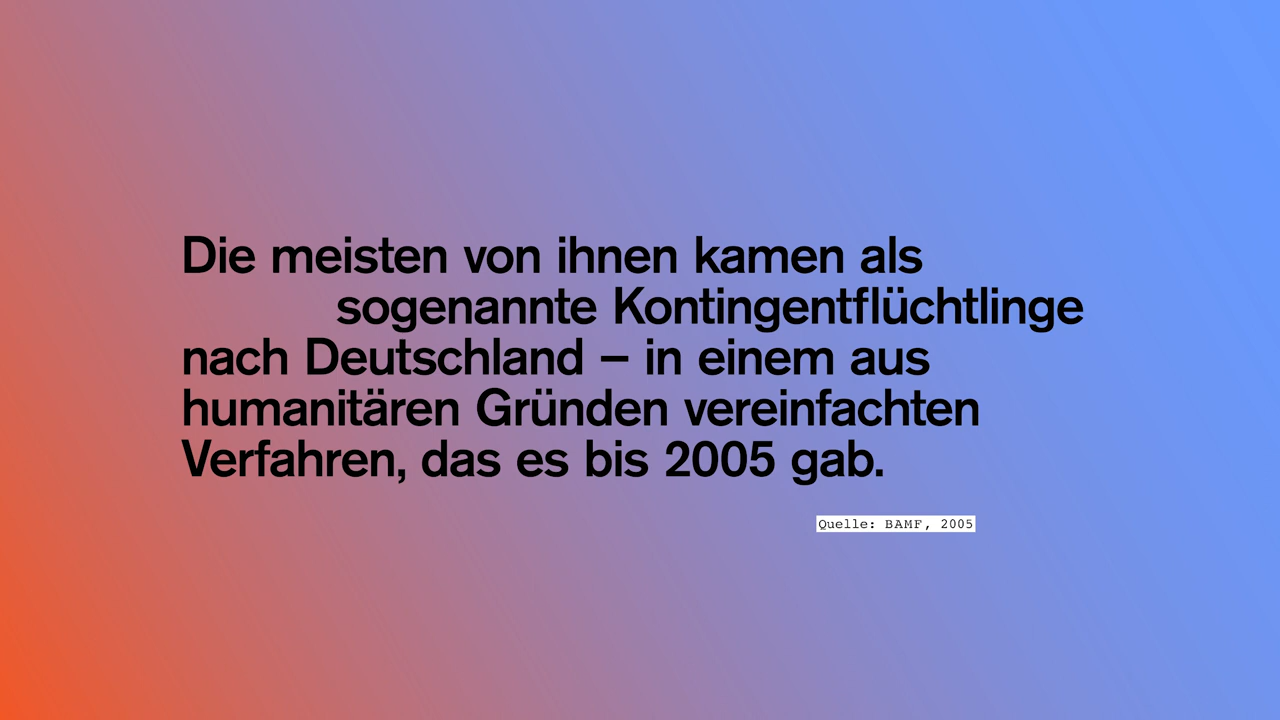 Die meisten von ihnen kamen als
sogenannte Kontingentflüchtlinge
nach Deutschland – in einem aus
humanitären Gründen vereinfachten
Verfahren, das es bis 2005 gab.
Quelle: BAMF, 2005